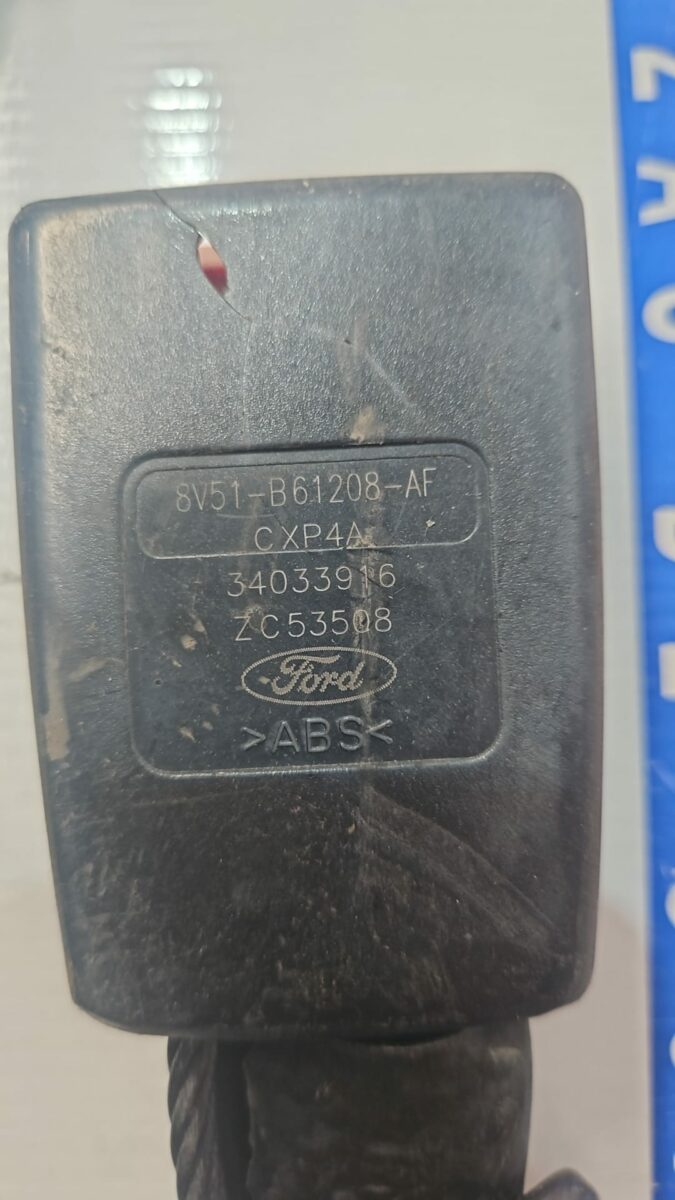 8V51-B61208-AF
CXP4A
34033916
ZC53508
Ford
>ABS<